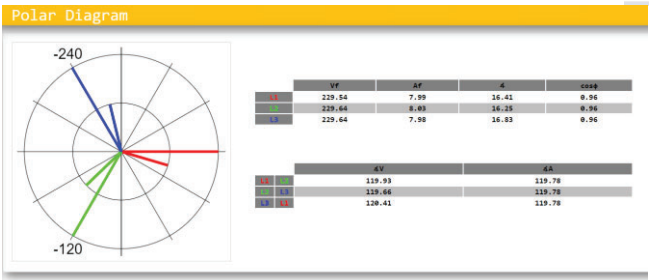 Polar Diagram
-240
-120
Vf Af ∡ cosφ
L1 229.54 7.99 16.41 0.96
L2 229.64 8.03 16.25 0.96
L3 229.64 7.98 16.83 0.96
∡V ∡A
L1 L2 119.93 119.78
L2 L3 119.66 119.78
L3 L1 120.41 119.78